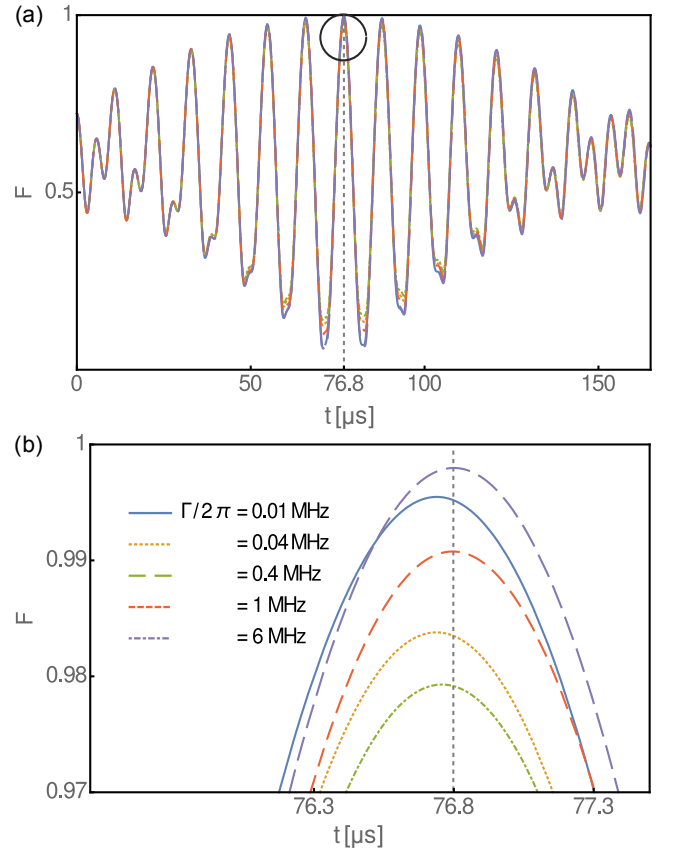 (a)
1
0.5
F
0
50
76.8
100
150
t [μs]
(b)
1
0.99
0.98
0.97
F
Γ/2π = 0.01 MHz
= 0.04 MHz
= 0.4 MHz
= 1 MHz
= 6 MHz
76.3
76.8
77.3
t [μs]